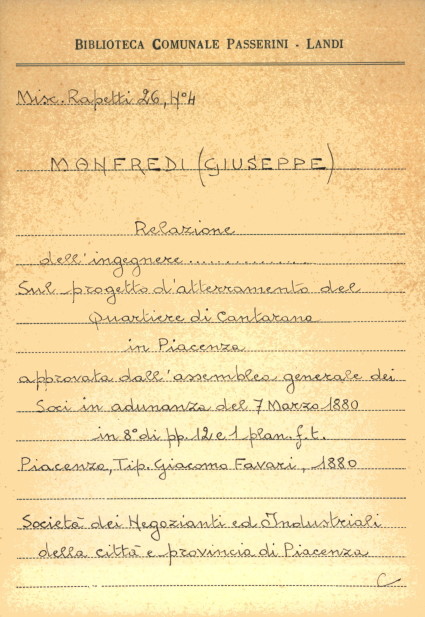 BIBLIOTECA COMUNALE PASSERINI - LANDI
Misc. Rapetti 26, N° 4
MANFREDI (GIUSEPPE)
Relazione
dell'ingegnere ................
Sul progetto d'atterramento del
Quartiere di Cantarana
in Piacenza
approvata dall'assemblea generale dei
Soci in adunanza del 7 Marzo 1880
in 8° di pp. 12 e 1 plan. f. t.
Piacenza, Tip. Giacomo Favari, 1880
Società dei Negozianti ed Industriali
della città e provincia di Piacenza
C